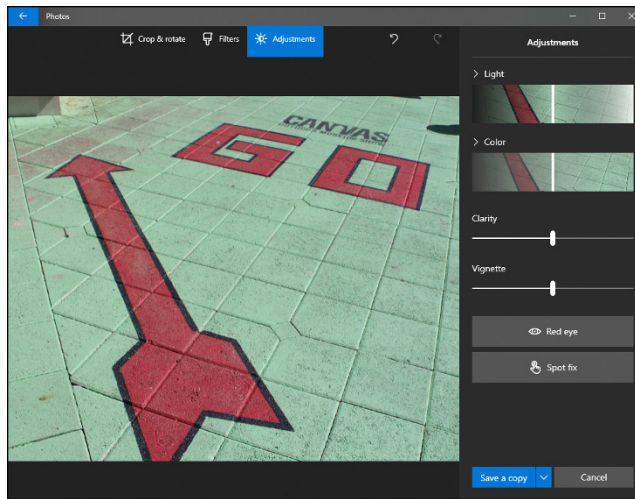 Photos
Crop & rotate
Filters
Adjustments
Adjustments
Light
Color
Clarity
Vignette
Red eye
Spot fix
Save a copy
Cancel
CANVAS
GO